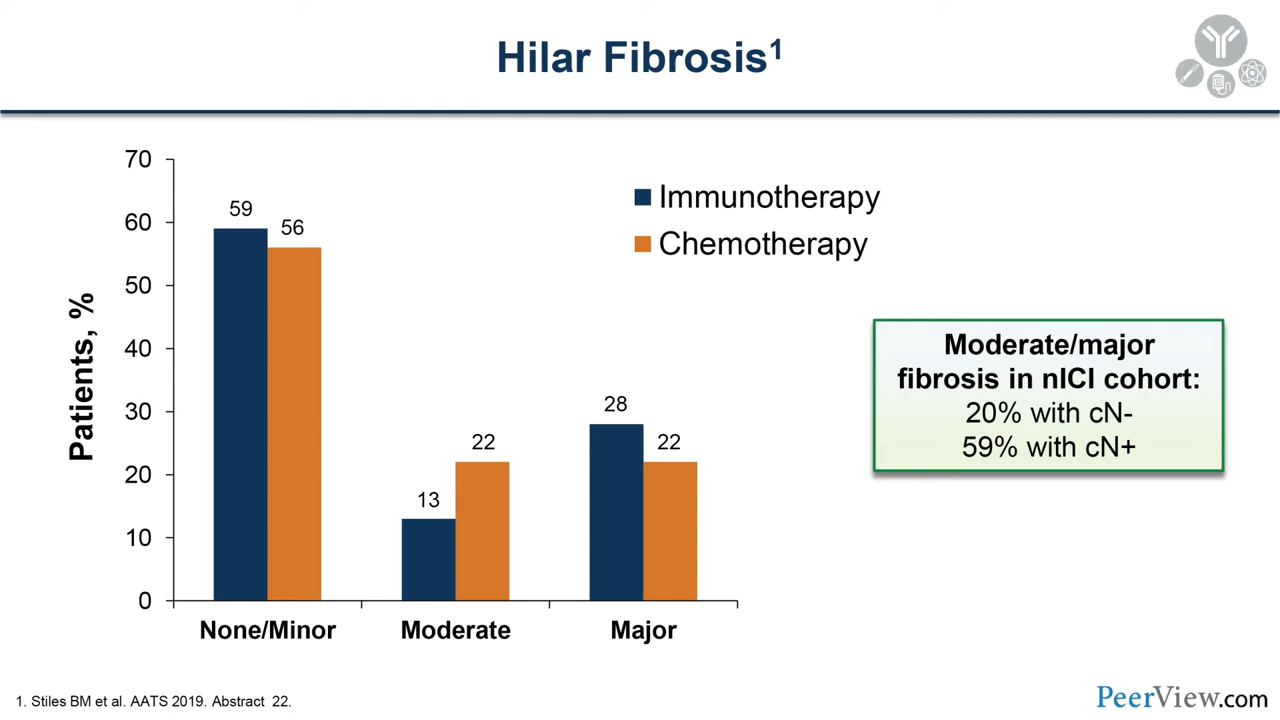 Hilar Fibrosis1
70
60
50
40
30
20
10
0
Patients, %
59
56
13
22
28
22
None/Minor
Moderate
Major
Immunotherapy
Chemotherapy
Moderate/major
fibrosis in nICI cohort:
20% with cN-
59% with cN+
1. Stiles BM et al. AATS 2019. Abstract 22.
PeerView.com